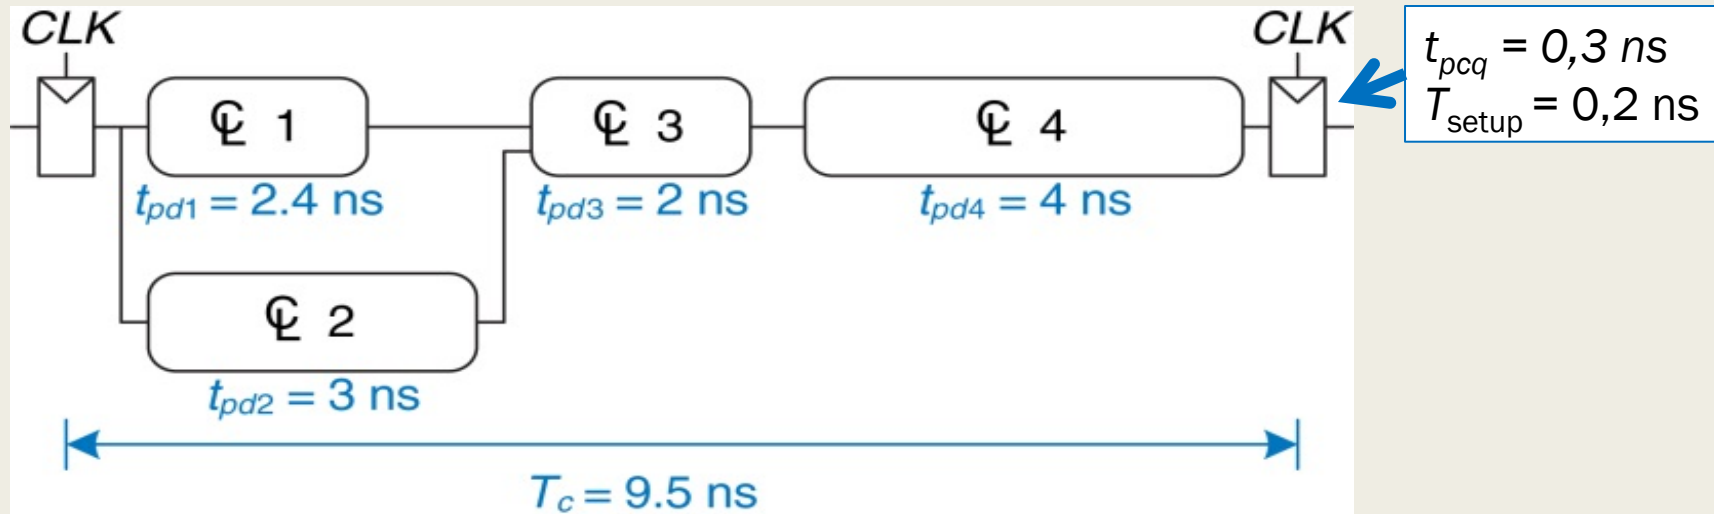 CLK
CLK
t_pcq = 0,3 ns
T_setup = 0,2 ns
CL 1
CL 3
CL 4
t_pd1 = 2.4 ns
t_pd3 = 2 ns
t_pd4 = 4 ns
CL 2
t_pd2 = 3 ns
T_c = 9.5 ns